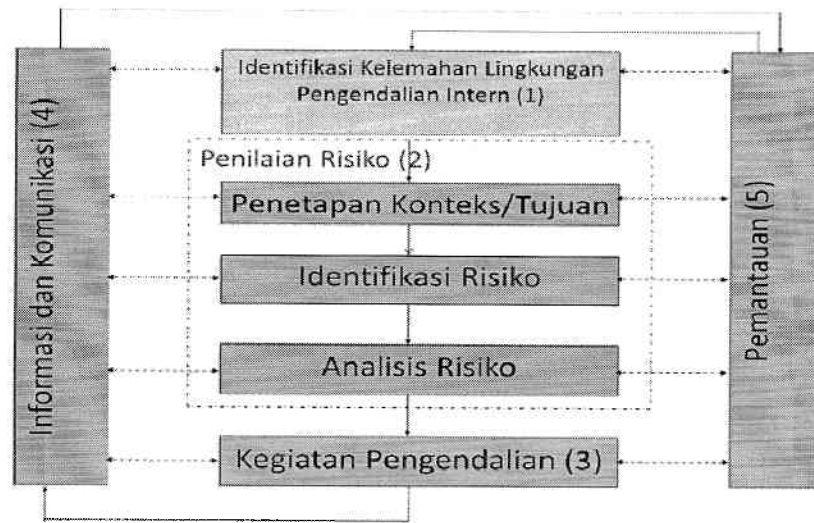 Identifikasi Kelemahan Lingkungan
Pengendalian Intern (1)
Penilaian Risiko (2)
Penetapan Konteks/Tujuan
Identifikasi Risiko
Analisis Risiko
Kegiatan Pengendalian (3)
Informasi dan Komunikasi (4)
Pemantauan (5)